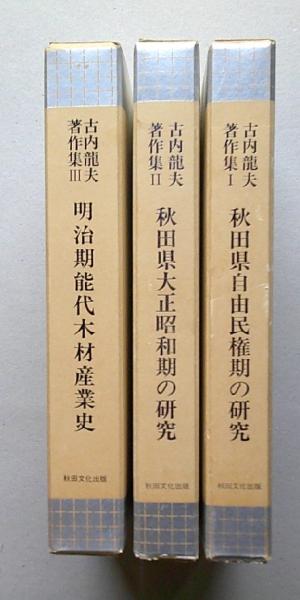 古内龍夫
著作集I
秋田県自由民権期の研究
秋田文化出版
古内龍夫
著作集II
秋田県大正昭和期の研究
秋田文化出版
古内龍夫
著作集III
明治期能代木材産業史
秋田文化出版